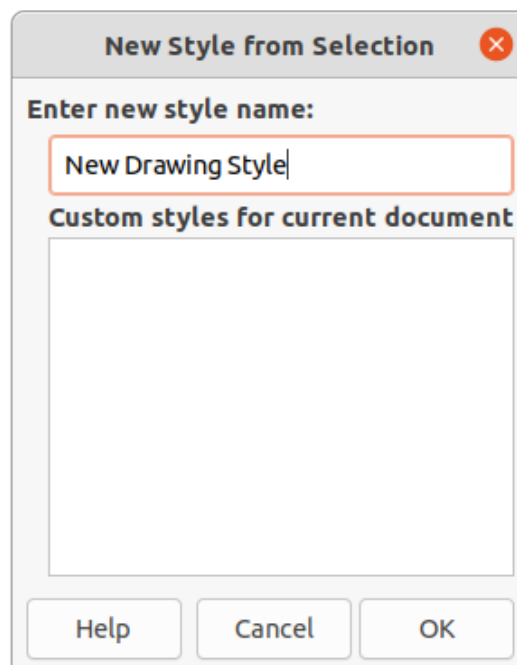 New Style from Selection
Enter new style name:
New Drawing Style
Custom styles for current document
Help Cancel OK